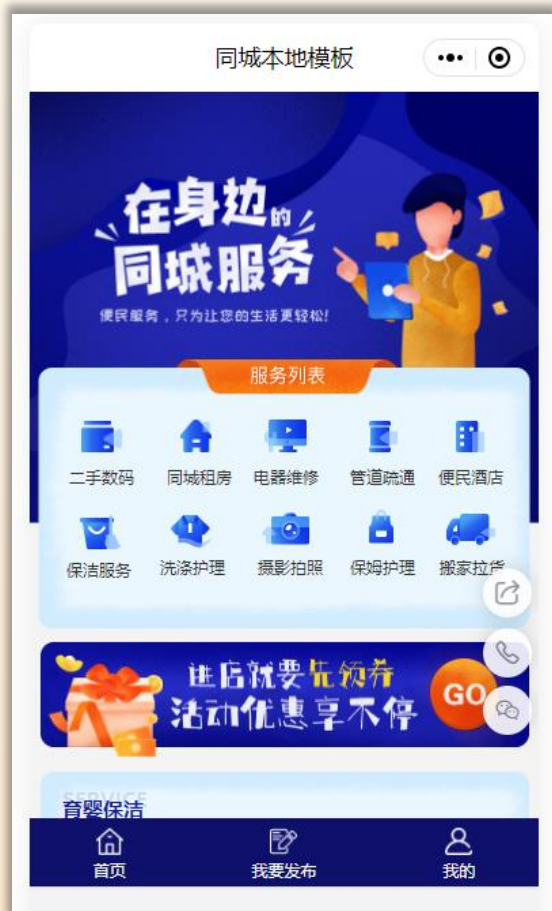 同城本地模板
在身边的
同城服务
便民服务，只为让您的生活更轻松!
服务列表
二手数码 同城租房 电器维修 管道疏通 便民酒店
保洁服务 洗涤护理 摄影拍照 保姆护理 搬家拉货
进店就要先领券
活动优惠享不停
GO
SERVICE
育婴保洁
首页 我要发布 我的